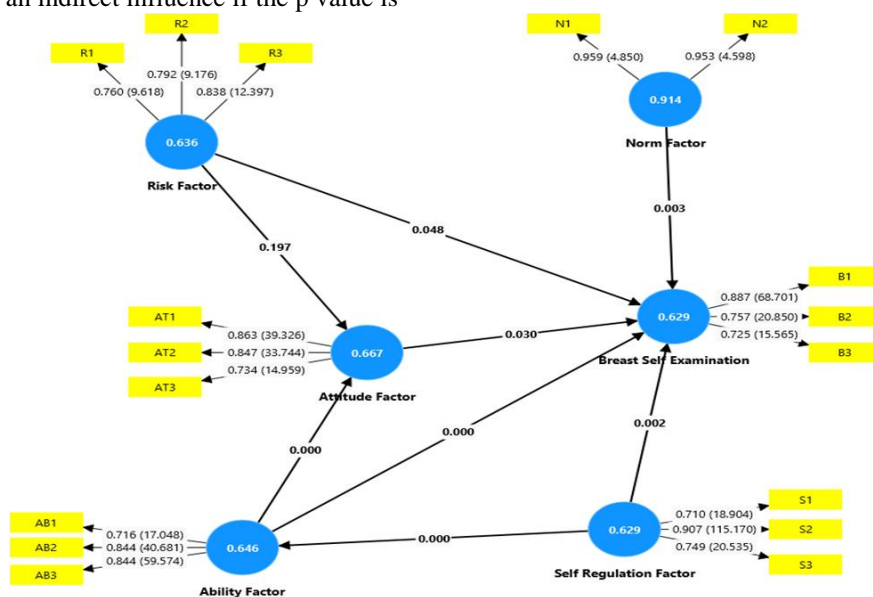 an indirect influence if the p value is
R2
N1
N2
R1
R3
0.792 (9.176)
0.760 (9.618)
0.838 (12.397)
0.959 (4.850)
0.953 (4.598)
0.914
0.636
Norm Factor
Risk Factor
0.003
0.048
0.197
B1
0.887 (68.701)
AT1
0.629
0.757 (20.850)
B2
0.863 (39.326)
0.030
0.725 (15.565)
AT2
0.847 (33.744)
0.667
B3
0.734 (14.959)
Breast Self Examination
AT3
Attitude Factor
0.000
0.000
0.002
S1
0.710 (18.904)
AB1
0.716 (17.048)
0.629
0.907 (115.170)
S2
AB2
0.844 (40.681)
0.646
0.000
0.749 (20.535)
S3
AB3
0.844 (59.574)
Self Regulation Factor
Ability Factor